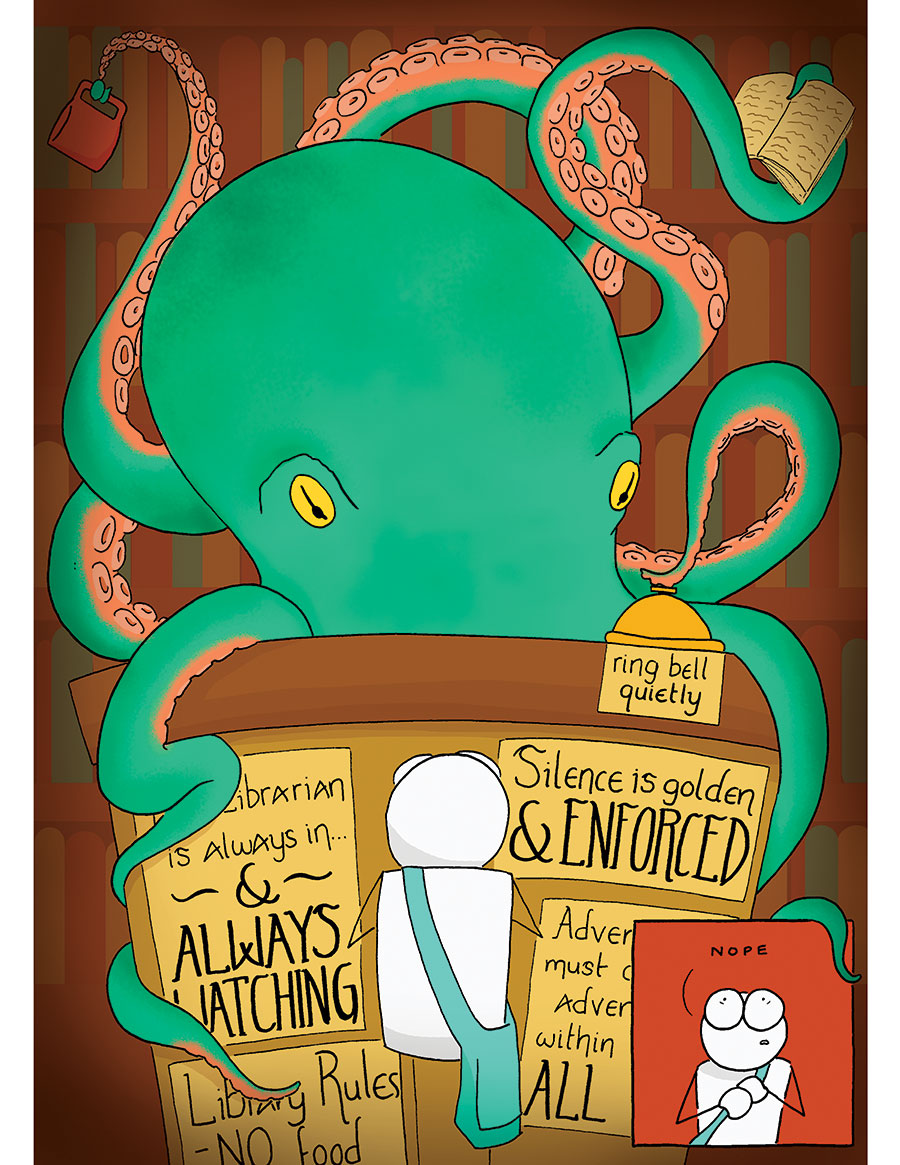 ring bell
quietly
Librarian
is Always in...
~ & ~
ALWAYS
WATCHING
Silence is golden
& ENFORCED
must
within
ALL
NOPE
Library Rules
-NO food